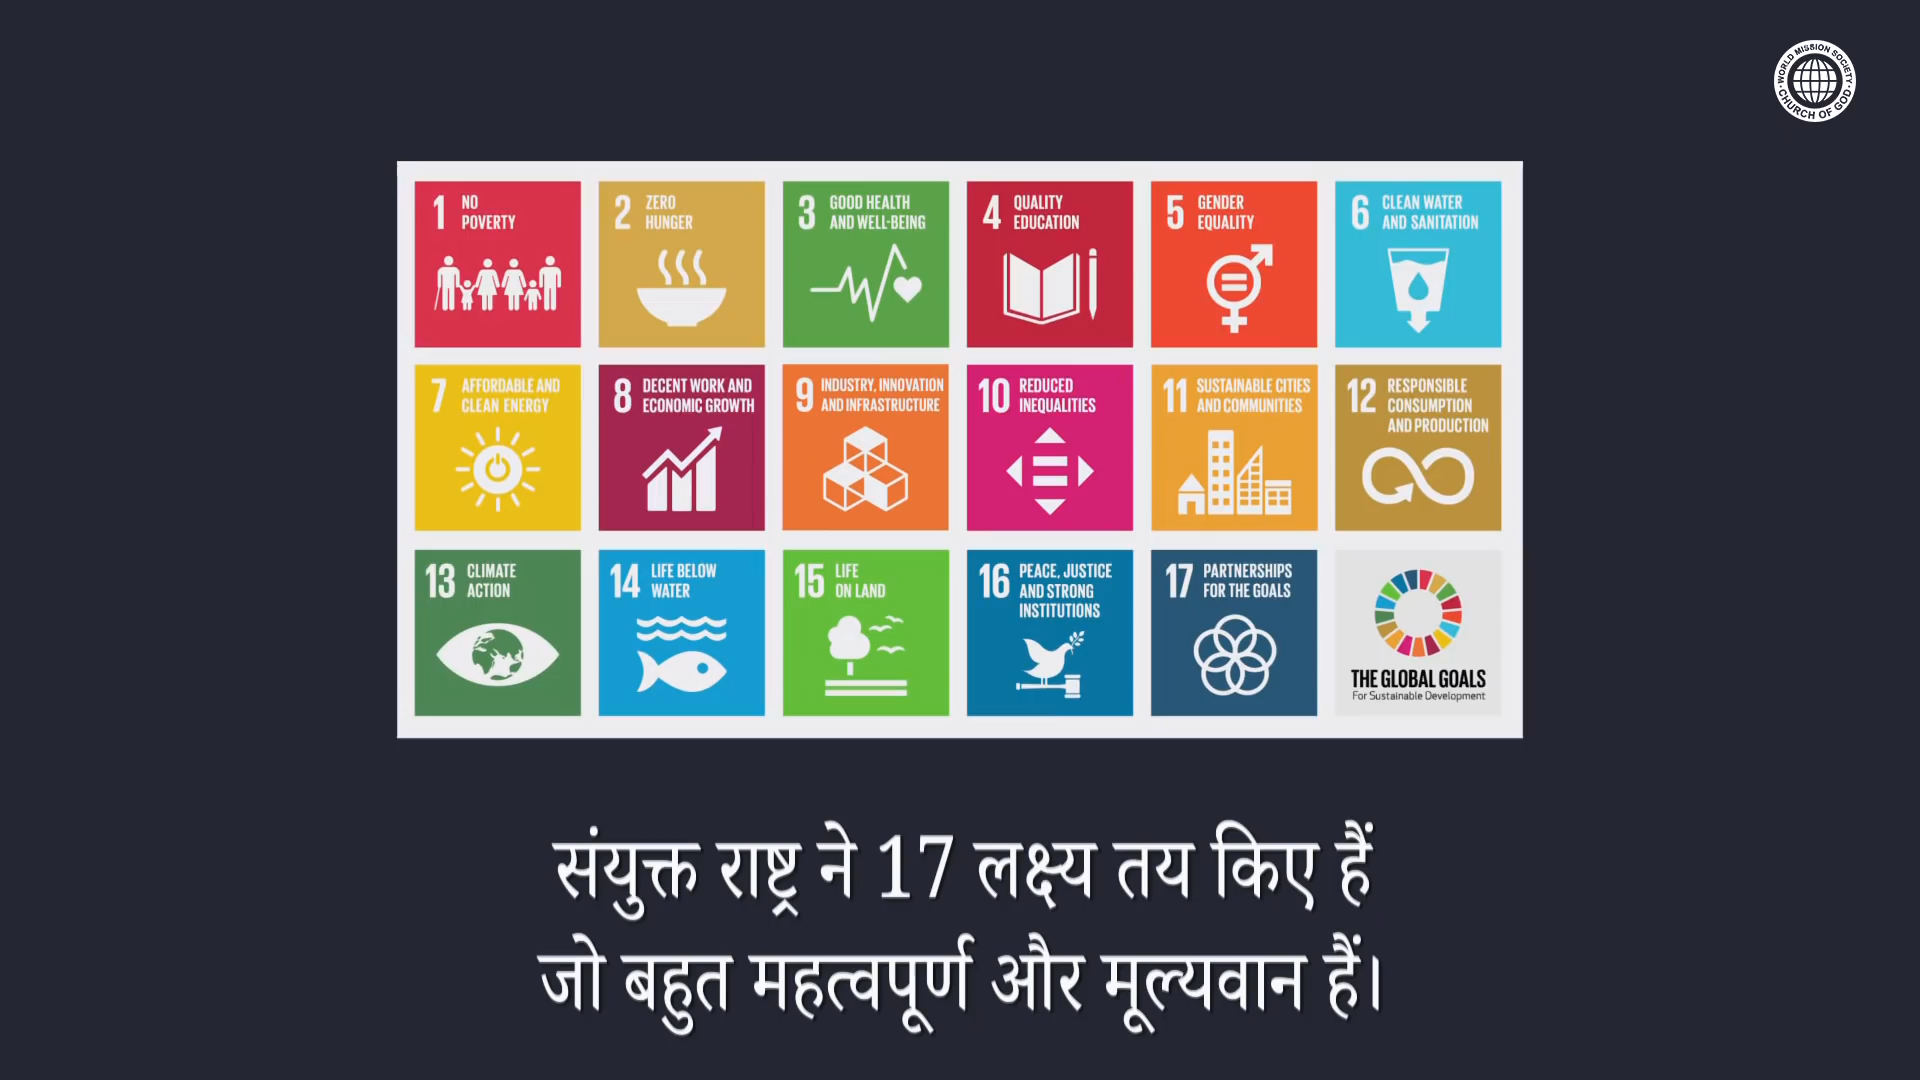 WORLD MISSION SOCIETY
CHURCH OF GOD
1 NO
POVERTY
2 ZERO
HUNGER
3 GOOD HEALTH
AND WELL-BEING
4 QUALITY
EDUCATION
5 GENDER
EQUALITY
6 CLEAN WATER
AND SANITATION
7 AFFORDABLE AND
CLEAN ENERGY
8 DECENT WORK AND
ECONOMIC GROWTH
9 INDUSTRY, INNOVATION
AND INFRASTRUCTURE
10 REDUCED
INEQUALITIES
11 SUSTAINABLE CITIES
AND COMMUNITIES
12 RESPONSIBLE
CONSUMPTION
AND PRODUCTION
13 CLIMATE
ACTION
14 LIFE BELOW
WATER
15 LIFE
ON LAND
16 PEACE, JUSTICE
AND STRONG
INSTITUTIONS
17 PARTNERSHIPS
FOR THE GOALS
THE GLOBAL GOALS
For Sustainable Development
संयुक्त राष्ट्र ने 17 लक्ष्य तय किए हैं
जो बहुत महत्वपूर्ण और मूल्यवान हैं।